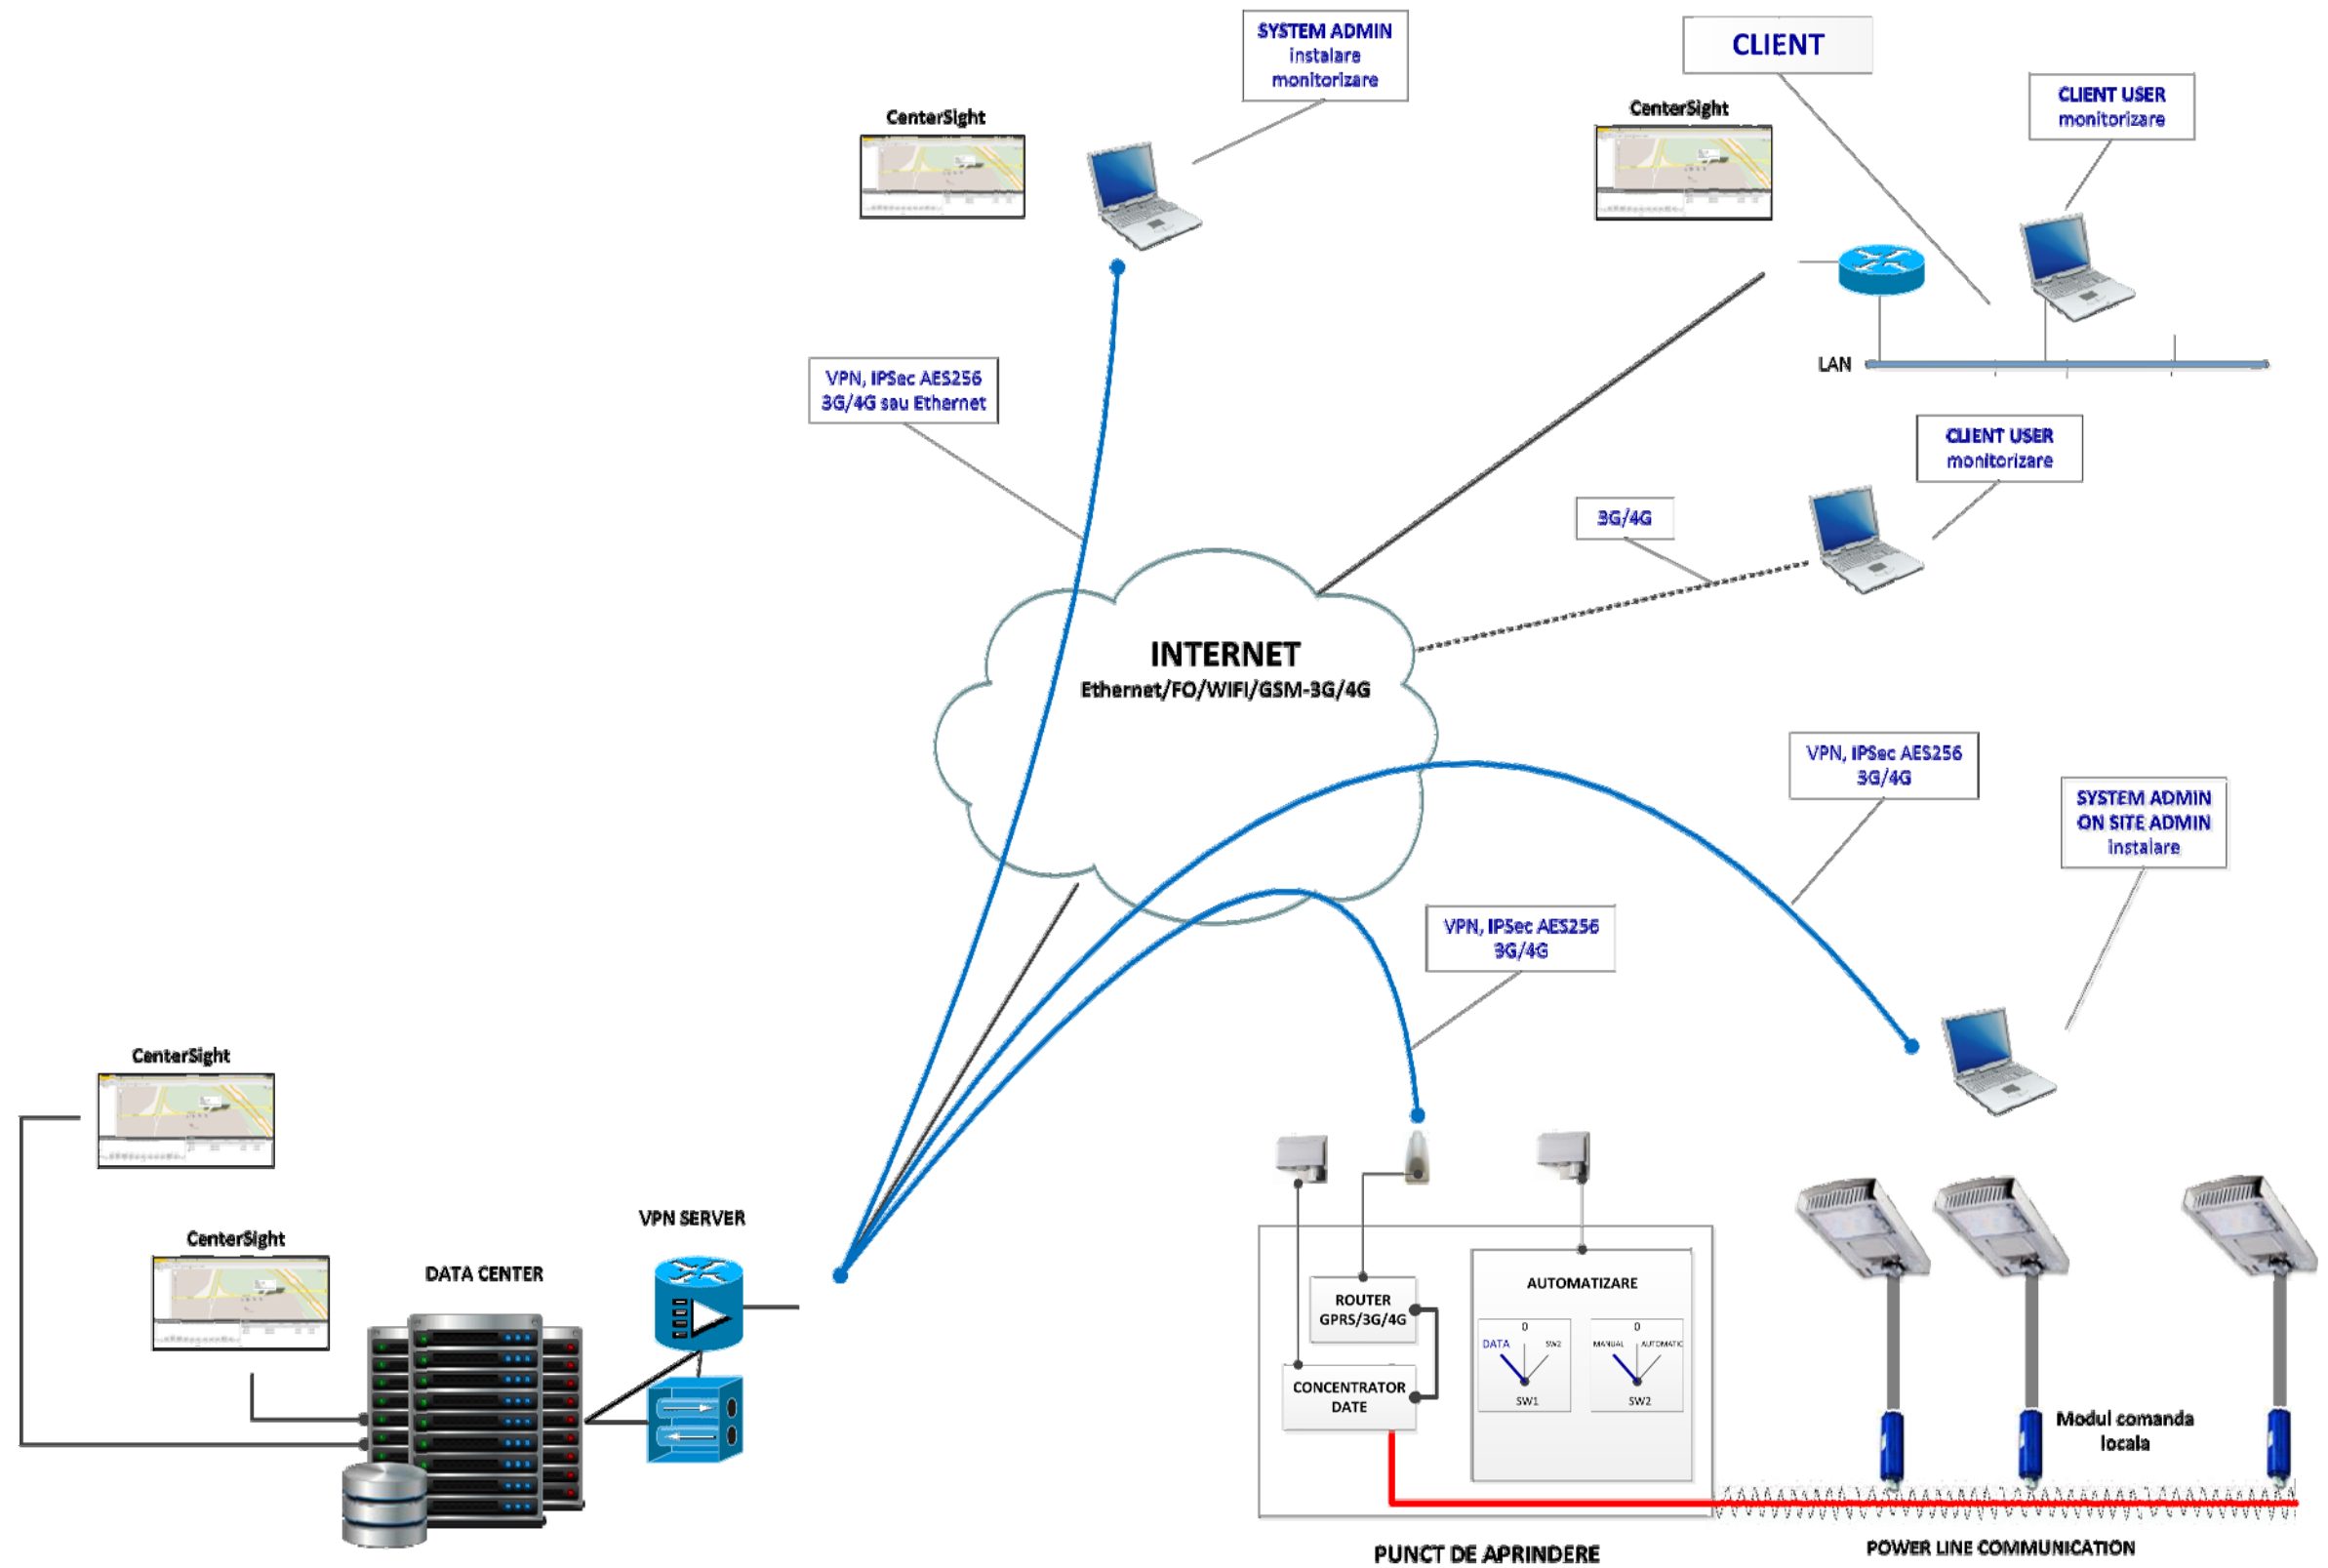 SYSTEM ADMIN
instalare
monitorizare
CLIENT
CenterSight
CenterSight
CLIENT USER
monitorizare
LAN
VPN, IPSec AES256
3G/4G sau Ethernet
CLIENT USER
monitorizare
3G/4G
INTERNET
Ethernet/FO/WIFI/GSM-3G/4G
VPN, IPSec AES256
3G/4G
SYSTEM ADMIN
ON SITE ADMIN
instalare
VPN, IPSec AES256
3G/4G
CenterSight
CenterSight
DATA CENTER
VPN SERVER
ROUTER
GPRS/3G/4G
CONCENTRATOR
DATE
AUTOMATIZARE
0
DATA SW2
SW1
0
MANUAL AUTOMATIC
SW2
Modul comanda
locala
PUNCT DE APRINDERE
POWER LINE COMMUNICATION